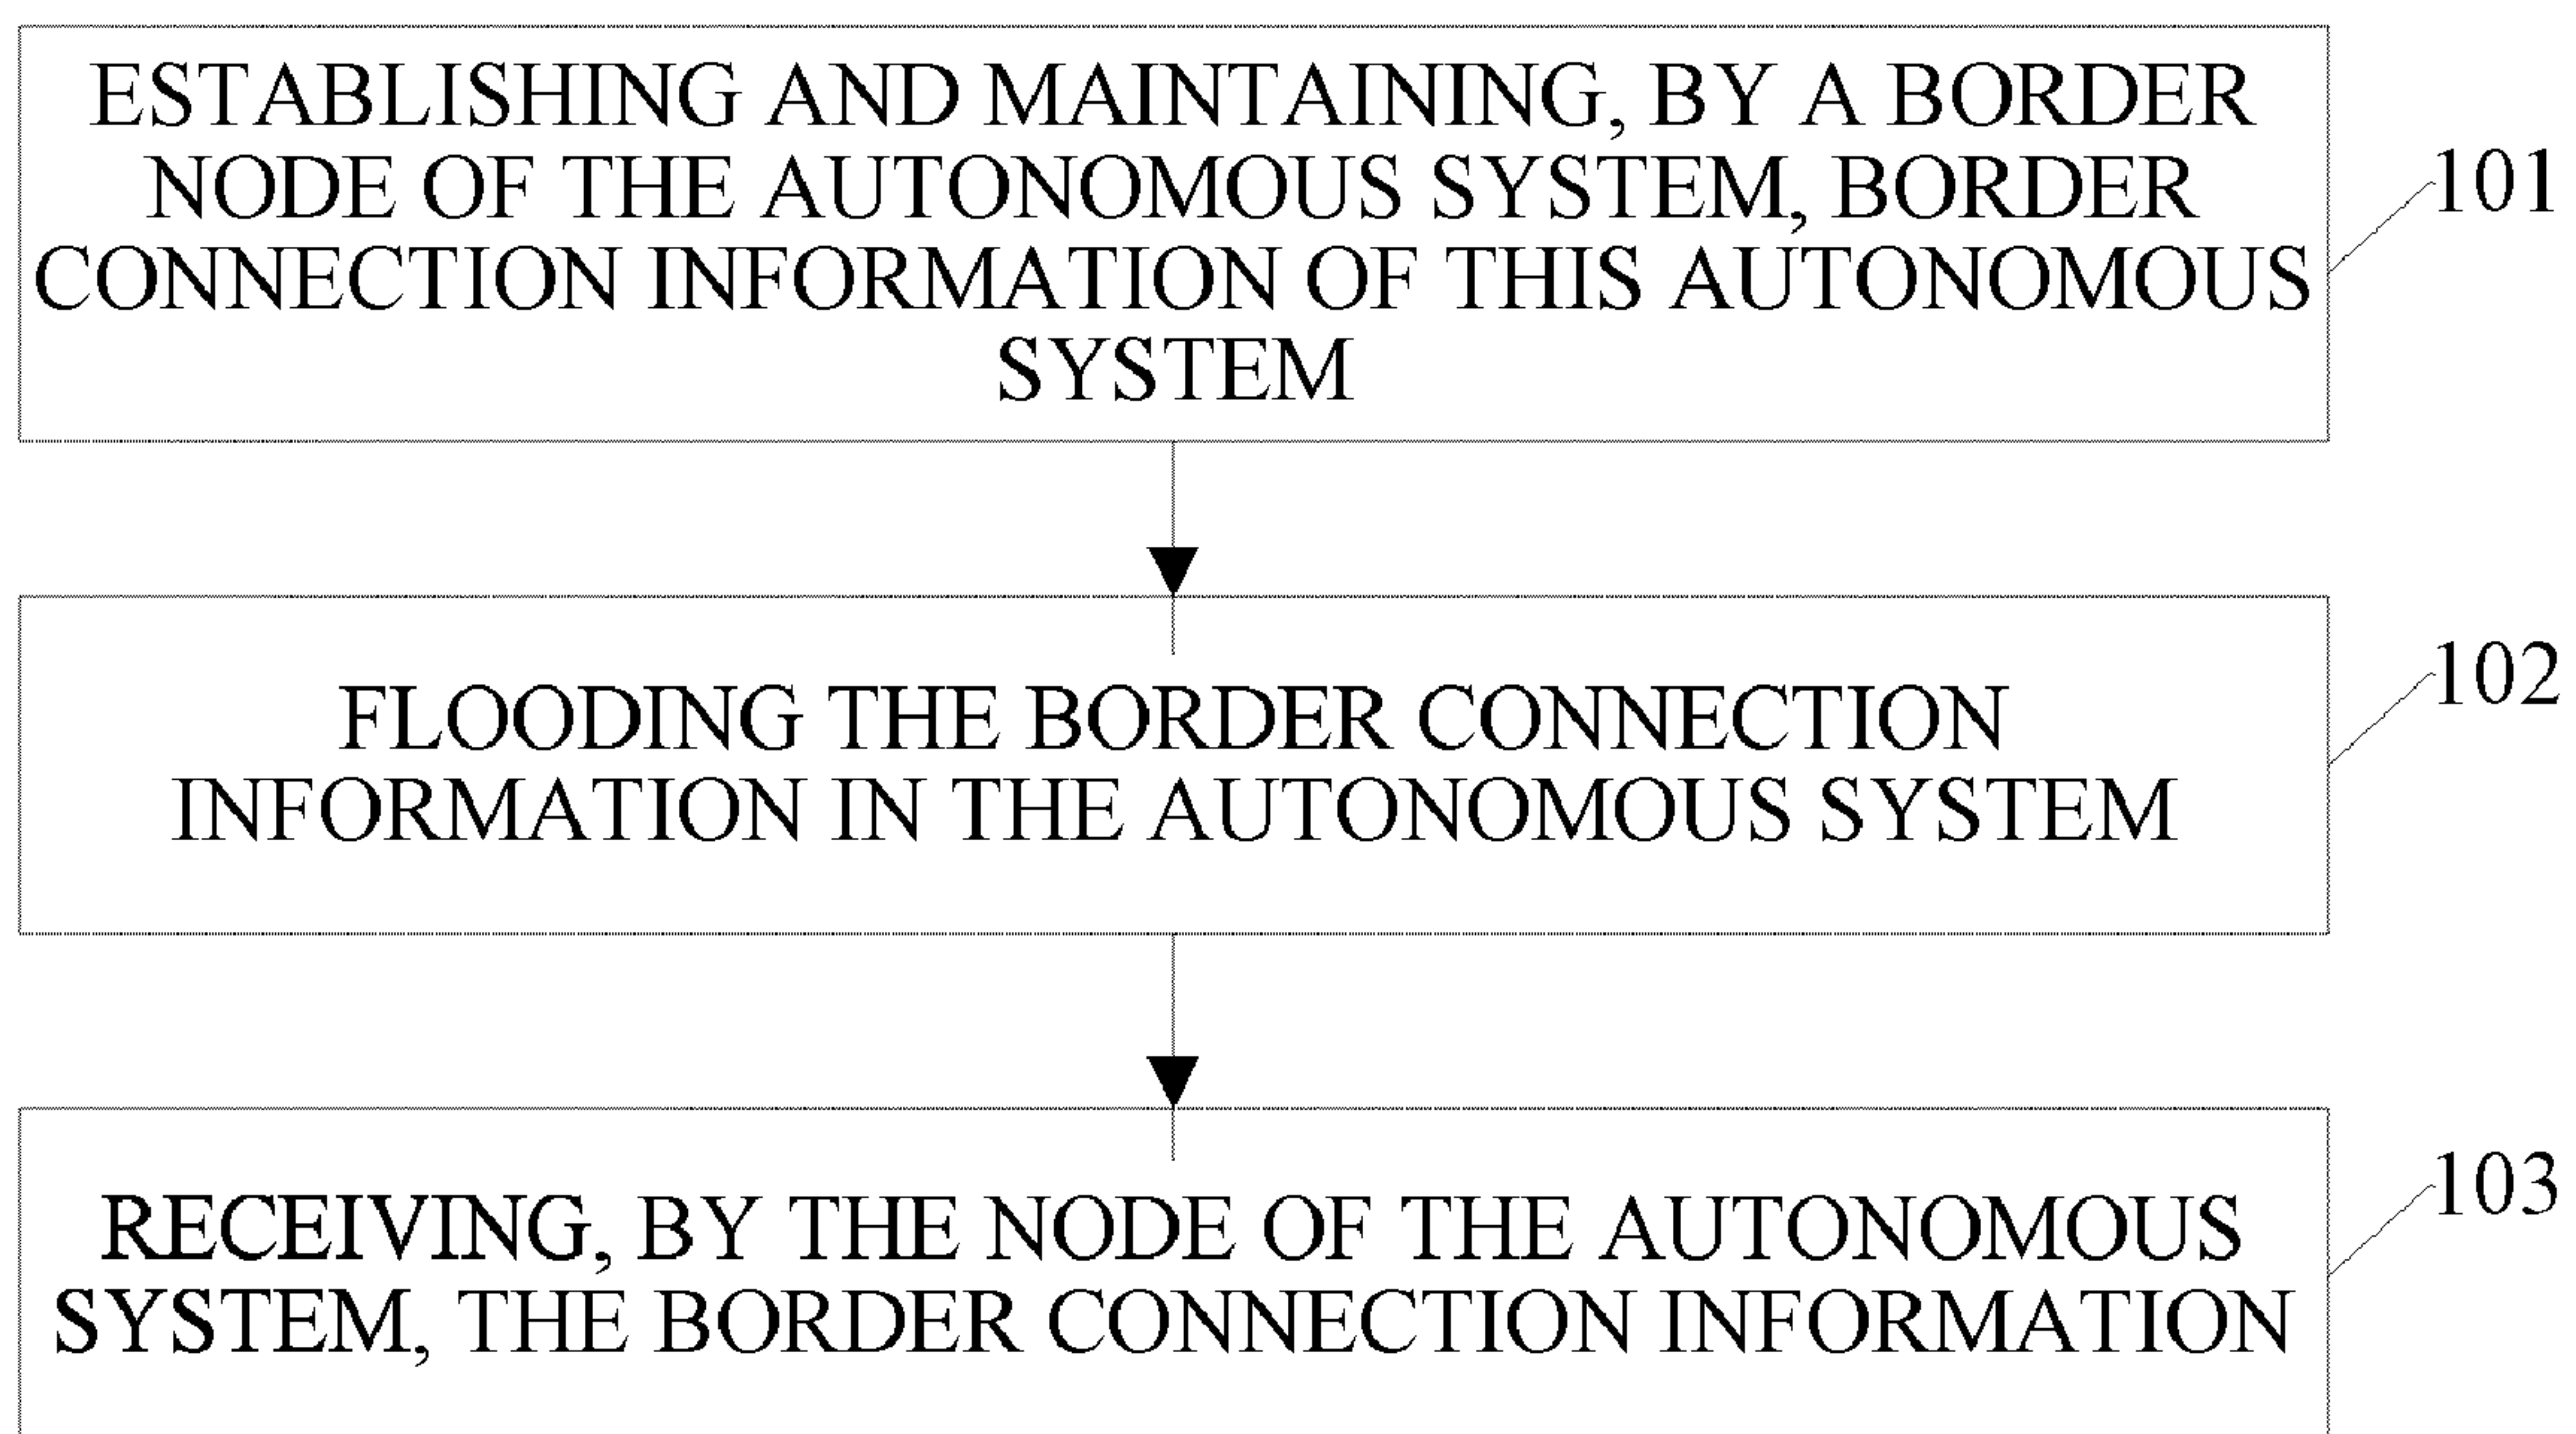 ESTABLISHING AND MAINTAINING, BY A BORDER
NODE OF THE AUTONOMOUS SYSTEM, BORDER
CONNECTION INFORMATION OF THIS AUTONOMOUS
SYSTEM
101
FLOODING THE BORDER CONNECTION
INFORMATION IN THE AUTONOMOUS SYSTEM
102
RECEIVING, BY THE NODE OF THE AUTONOMOUS
SYSTEM, THE BORDER CONNECTION INFORMATION
103